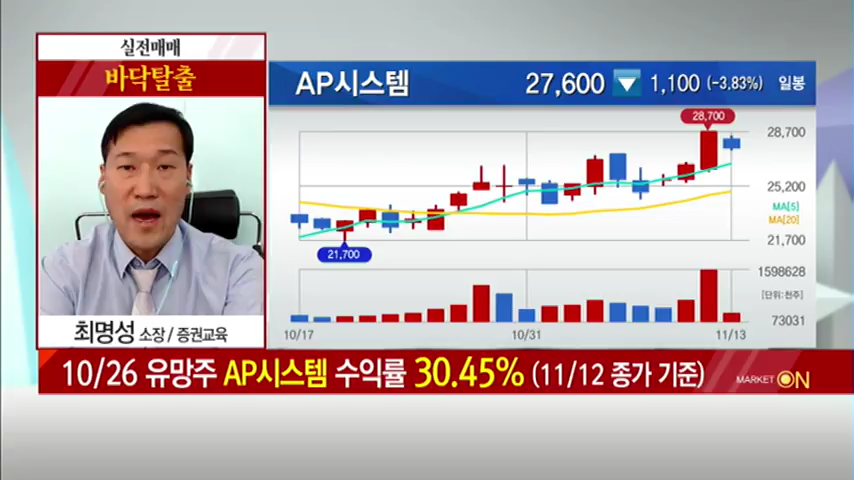 실전매매
바닥탈출
AP시스템 27,600 ▼ 1,100 (-3.83%) 일봉
28,700
28,700
25,200
MA[5]
MA[20]
21,700
21,700
1598628
[단위:천주]
73031
10/17 10/31 11/13
최명성 소장 / 증권교육
10/26 유망주 AP시스템 수익률 30.45% (11/12 종가 기준)
MARKET ON